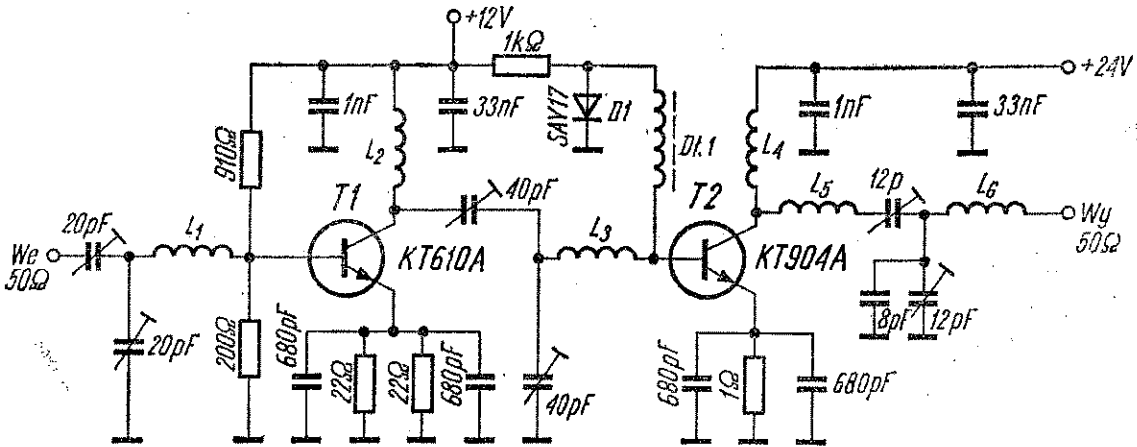 +12V
1kΩ
+24V
1nF
33nF
SAY17
D1
Dł.1
1nF
33nF
910Ω
L2
L4
T1
40pF
T2
L5
12p
L6
20pF
L1
L3
We
50Ω
KT610A
KT904A
Wy
50Ω
20pF
200Ω
680pF
22Ω
22Ω
680pF
40pF
680pF
1Ω
680pF
8pF
12pF